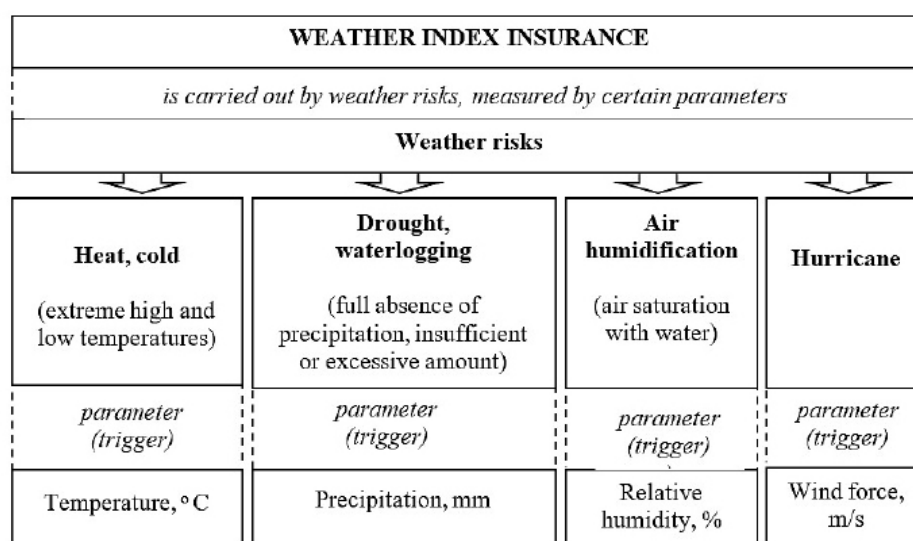 WEATHER INDEX INSURANCE
is carried out by weather risks, measured by certain parameters
Weather risks
Heat, cold
(extreme high and
low temperatures)
Drought,
waterlogging
(full absence of
precipitation, insufficient
or excessive amount)
Air
humidification
(air saturation
with water)
Hurricane
parameter
(trigger)
parameter
(trigger)
parameter
(trigger)
parameter
(trigger)
Temperature, °C
Precipitation, mm
Relative
humidity, %
Wind force,
m/s